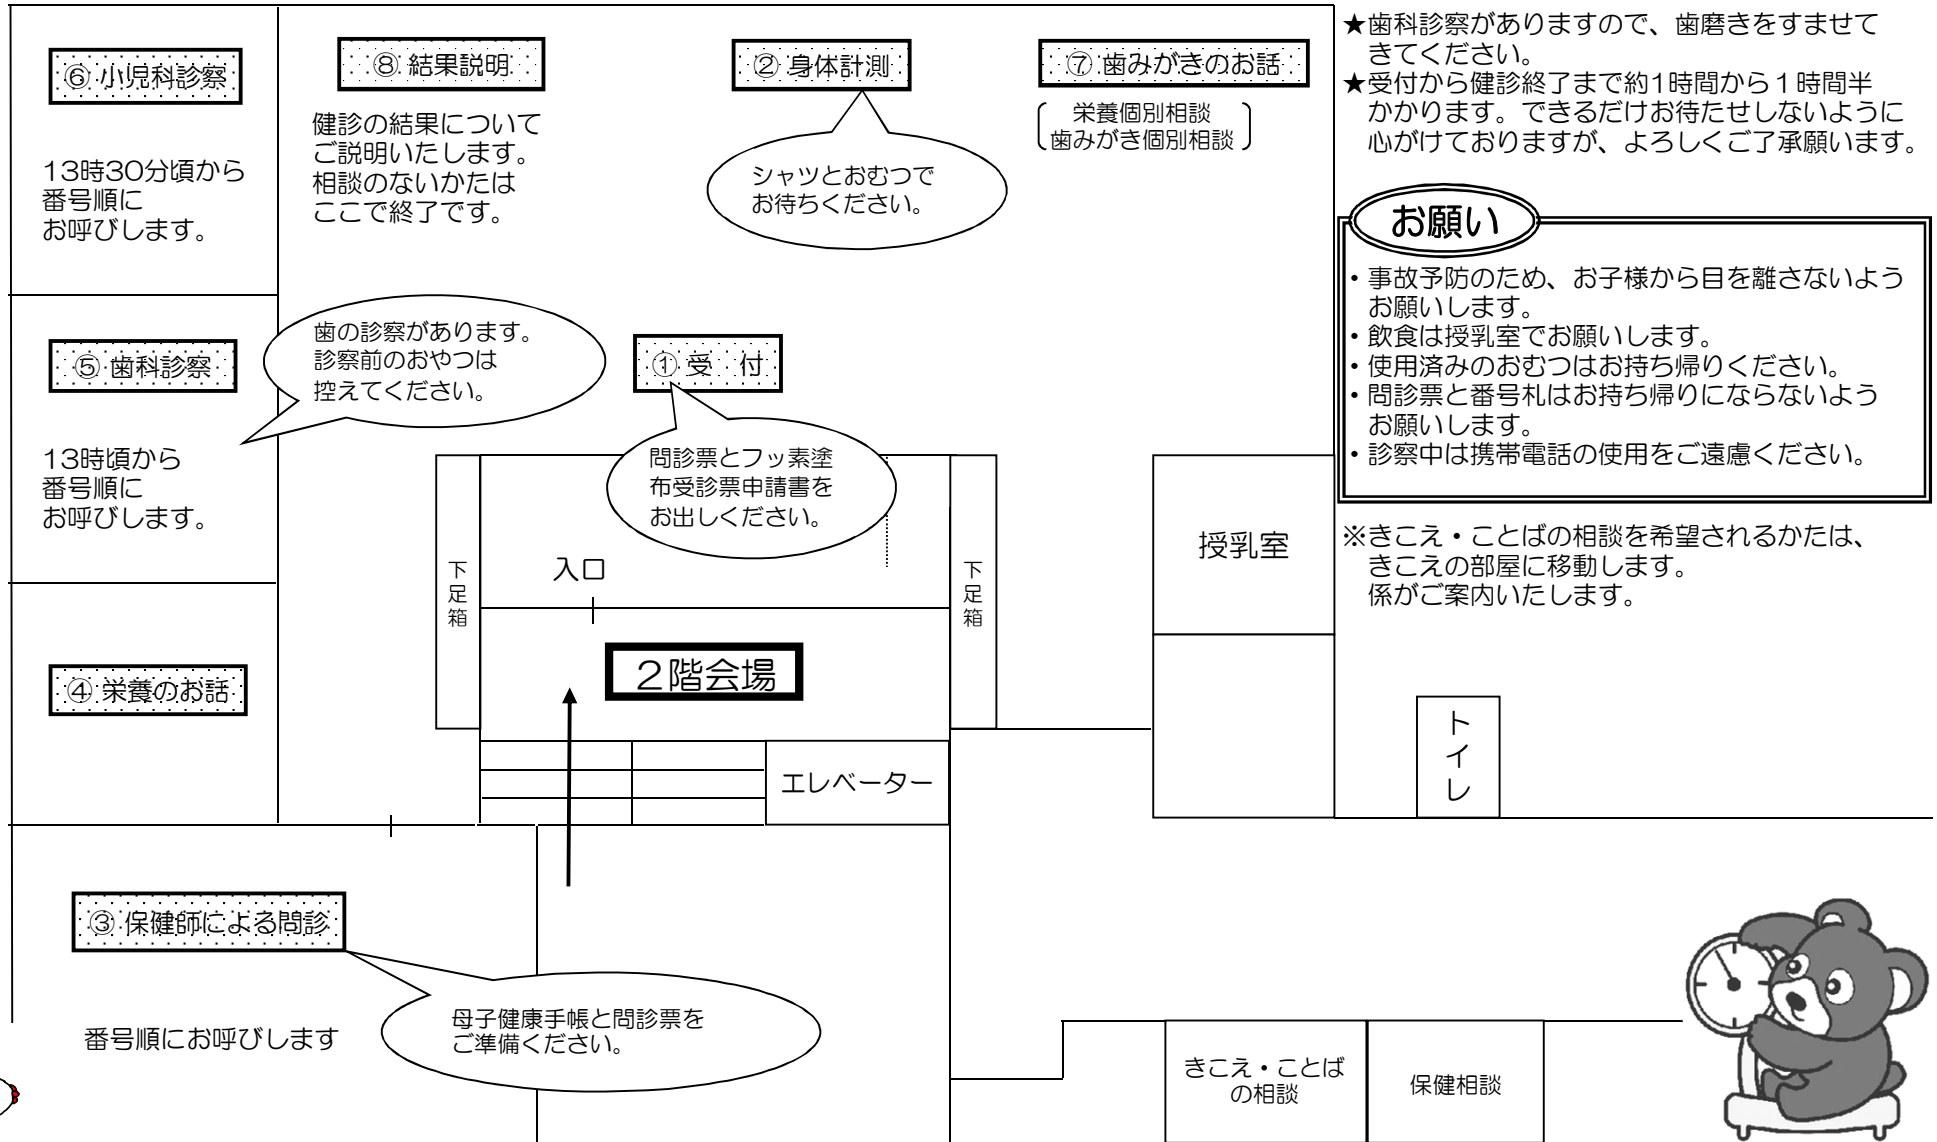 ⑥ 小児科診察
13時30分頃から
番号順に
お呼びします。
⑧ 結果説明
健診の結果について
ご説明いたします。
相談のないかたは
ここで終了です。
② 身体計測
シャツとおむつで
お待ちください。
⑦ 歯みがきのお話
栄養個別相談
歯みがき個別相談
★歯科診察がありますので、歯磨きをすませて
きてください。
★受付から健診終了まで約1時間から１時間半
かかります。できるだけお待たせしないように
心がけておりますが、よろしくご了承願います。
お願い
・事故予防のため、お子様から目を離さないよう
お願いします。
・飲食は授乳室でお願いします。
・使用済みのおむつはお持ち帰りください。
・問診票と番号札はお持ち帰りにならないよう
お願いします。
・診察中は携帯電話の使用をご遠慮ください。
※きこえ・ことばの相談を希望されるかたは、
きこえの部屋に移動します。
係がご案内いたします。
⑤ 歯科診察
歯の診察があります。
診察前のおやつは
控えてください。
13時頃から
番号順に
お呼びします。
① 受　付
問診票とフッ素塗
布受診票申請書を
お出しください。
下足箱
入口
下足箱
授乳室
２階会場
④ 栄養のお話
エレベーター
トイレ
③ 保健師による問診
番号順にお呼びします
母子健康手帳と問診票を
ご準備ください。
きこえ・ことば
の相談
保健相談